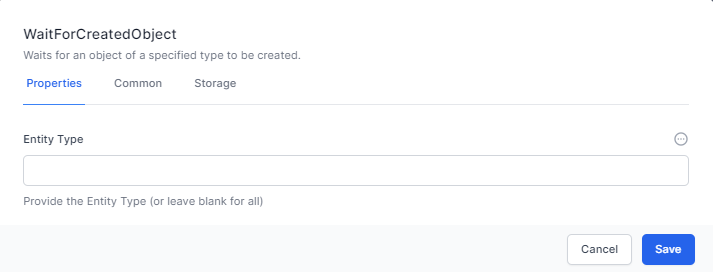 WaitForCreatedObject
Waits for an object of a specified type to be created.
Properties Common Storage
Entity Type
Provide the Entity Type (or leave blank for all)
Cancel Save